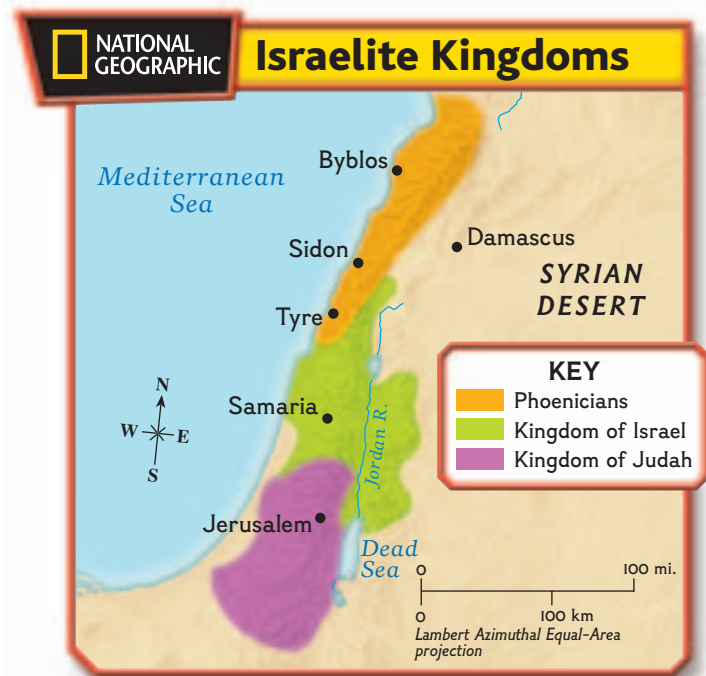 NATIONAL
GEOGRAPHIC
Israelite Kingdoms
Mediterranean
Sea
Byblos
Sidon
Damascus
SYRIAN
DESERT
Tyre
KEY
Phoenicians
Kingdom of Israel
Kingdom of Judah
N
W
E
S
Samaria
Jordan R.
Jerusalem
Dead
Sea
0 100 mi.
0 100 km
Lambert Azimuthal Equal-Area
projection